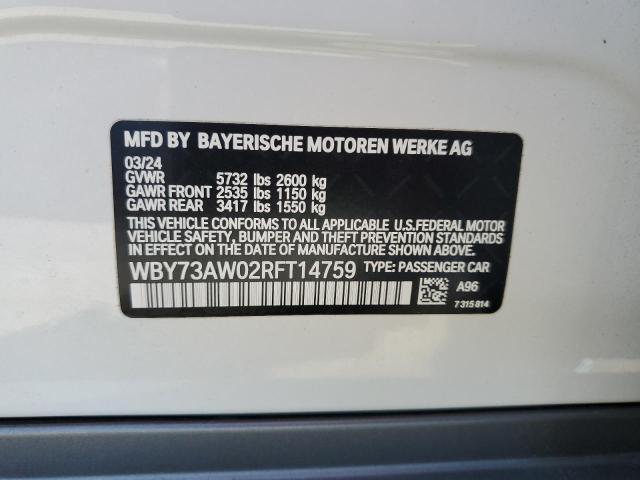 MFD BY BAYERISCHE MOTOREN WERKE AG
03/24
GVWR 5732 lbs 2600 kg
GAWR FRONT 2535 lbs 1150 kg
GAWR REAR 3417 lbs 1550 kg
THIS VEHICLE CONFORMS TO ALL APPLICABLE U.S. FEDERAL MOTOR
VEHICLE SAFETY, BUMPER AND THEFT PREVENTION STANDARDS IN
EFFECT ON THE DATE OF MANUFACTURE SHOWN ABOVE.
WBY73AW02RFT14759 TYPE: PASSENGER CAR
A96
7 315 814